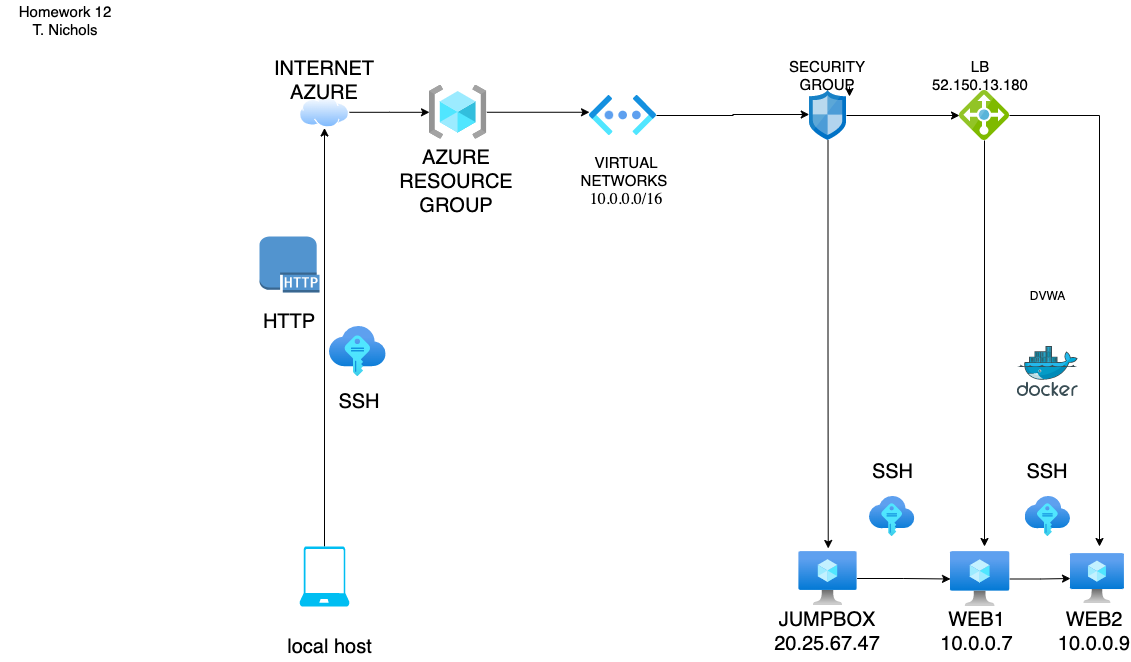 Homework 12
T. Nichols
INTERNET
AZURE
AZURE
RESOURCE
GROUP
VIRTUAL
NETWORKS
10.0.0.0/16
SECURITY
GROUP
LB
52.150.13.180
HTTP
HTTP
SSH
DVWA
docker
SSH
SSH
local host
JUMPBOX
20.25.67.47
WEB1
10.0.0.7
WEB2
10.0.0.9